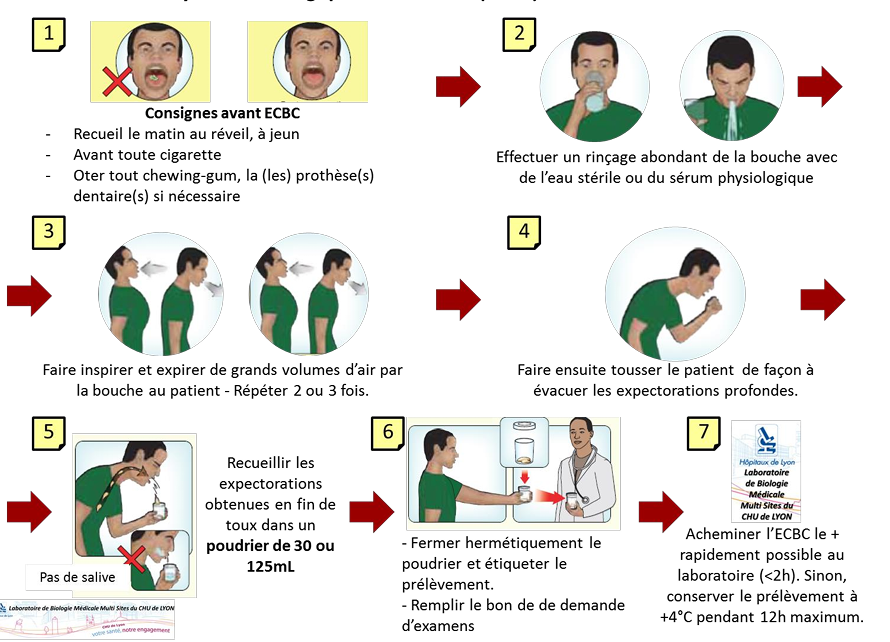 1
Consignes avant ECBC
- Recueil le matin au réveil, à jeun
- Avant toute cigarette
- Oter tout chewing-gum, la (les) prothèse(s)
dentaire(s) si nécessaire
2
Effectuer un rinçage abondant de la bouche avec
de l'eau stérile ou du sérum physiologique
3
Faire inspirer et expirer de grands volumes d'air par
la bouche au patient - Répéter 2 ou 3 fois.
4
Faire ensuite tousser le patient de façon à
évacuer les expectorations profondes.
5
Pas de salive
Recueillir les
expectorations
obtenues en fin de
toux dans un
poudrier de 30 ou
125mL
6
- Fermer hermétiquement le
poudrier et étiqueter le
prélèvement.
- Remplir le bon de de demande
d'examens
7
Hôpitaux de Lyon
Laboratoire
de Biologie
Médicale
Multi Sites du
CHU de LYON
Acheminer l'ECBC le +
rapidement possible au
laboratoire (<2h). Sinon,
conserver le prélèvement à
+4°C pendant 12h maximum.
Laboratoire de Biologie Médicale Multi Sites du CHU de LYON
CHU de Lyon
votre santé, notre engagement